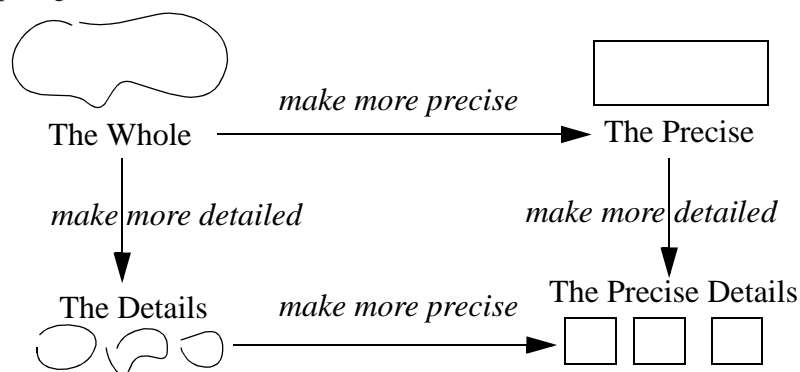 make more precise
The Whole
The Precise
make more detailed
make more detailed
The Details
make more precise
The Precise Details